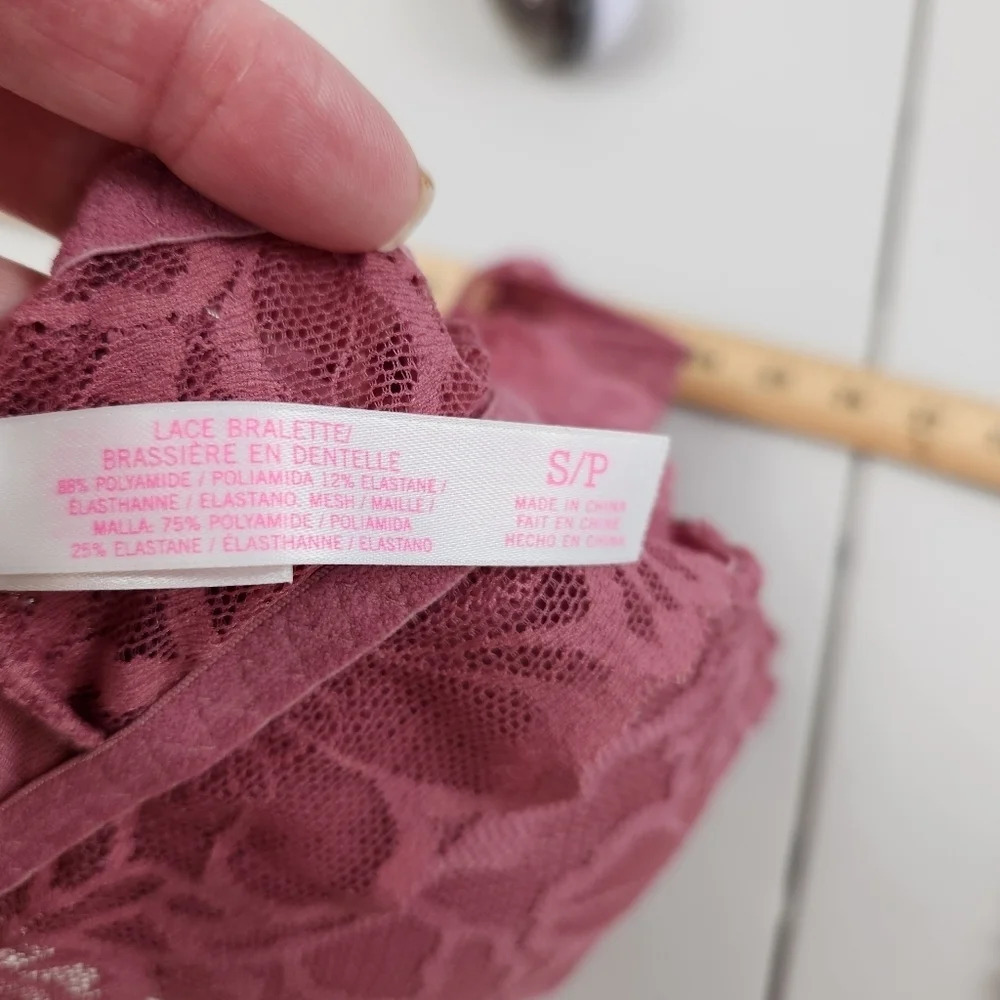 LACE BRALETTE/
BRASSIÈRE EN DENTELLE
88% POLYAMIDE / POLIAMIDA 12% ELASTANE /
ÉLASTHANNE / ELASTANO. MESH / MAILLE /
MALLA: 75% POLYAMIDE / POLIAMIDA
25% ELASTANE / ÉLASTHANNE / ELASTANO
S/P
MADE IN CHINA
FAIT EN CHINE
HECHO EN CHINA